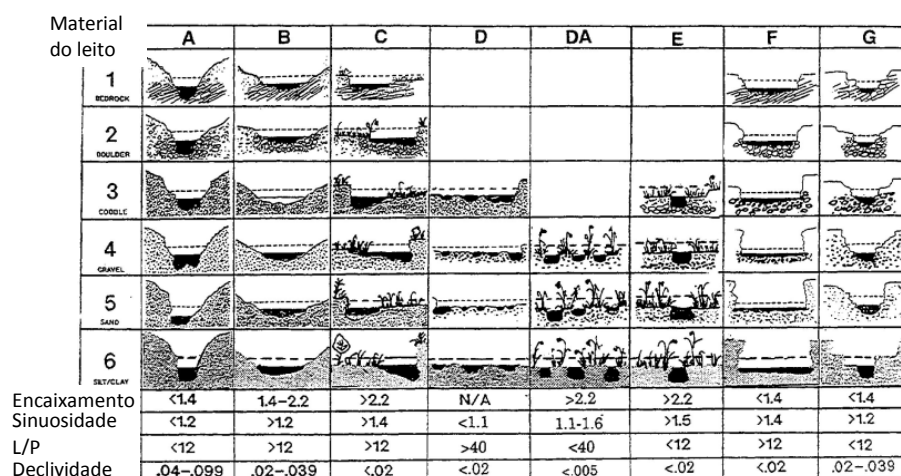 Material
do leito
A B C D DA E F G
1
BEDROCK
2
BOULDER
3
COBBLE
4
GRAVEL
5
SAND
6
SILT/CLAY
Encaixamento <1.4 1.4–2.2 >2.2 N/A >2.2 >2.2 <1.4 <1.4
Sinuosidade <1.2 >1.2 >1.4 <1.1 1.1-1.6 >1.5 >1.4 <1.2
L/P <12 >12 >12 >40 <40 <12 >12 <12
Declividade .04–.099 .02–.039 <.02 <.02 <.005 <.02 <.02 .02–.039